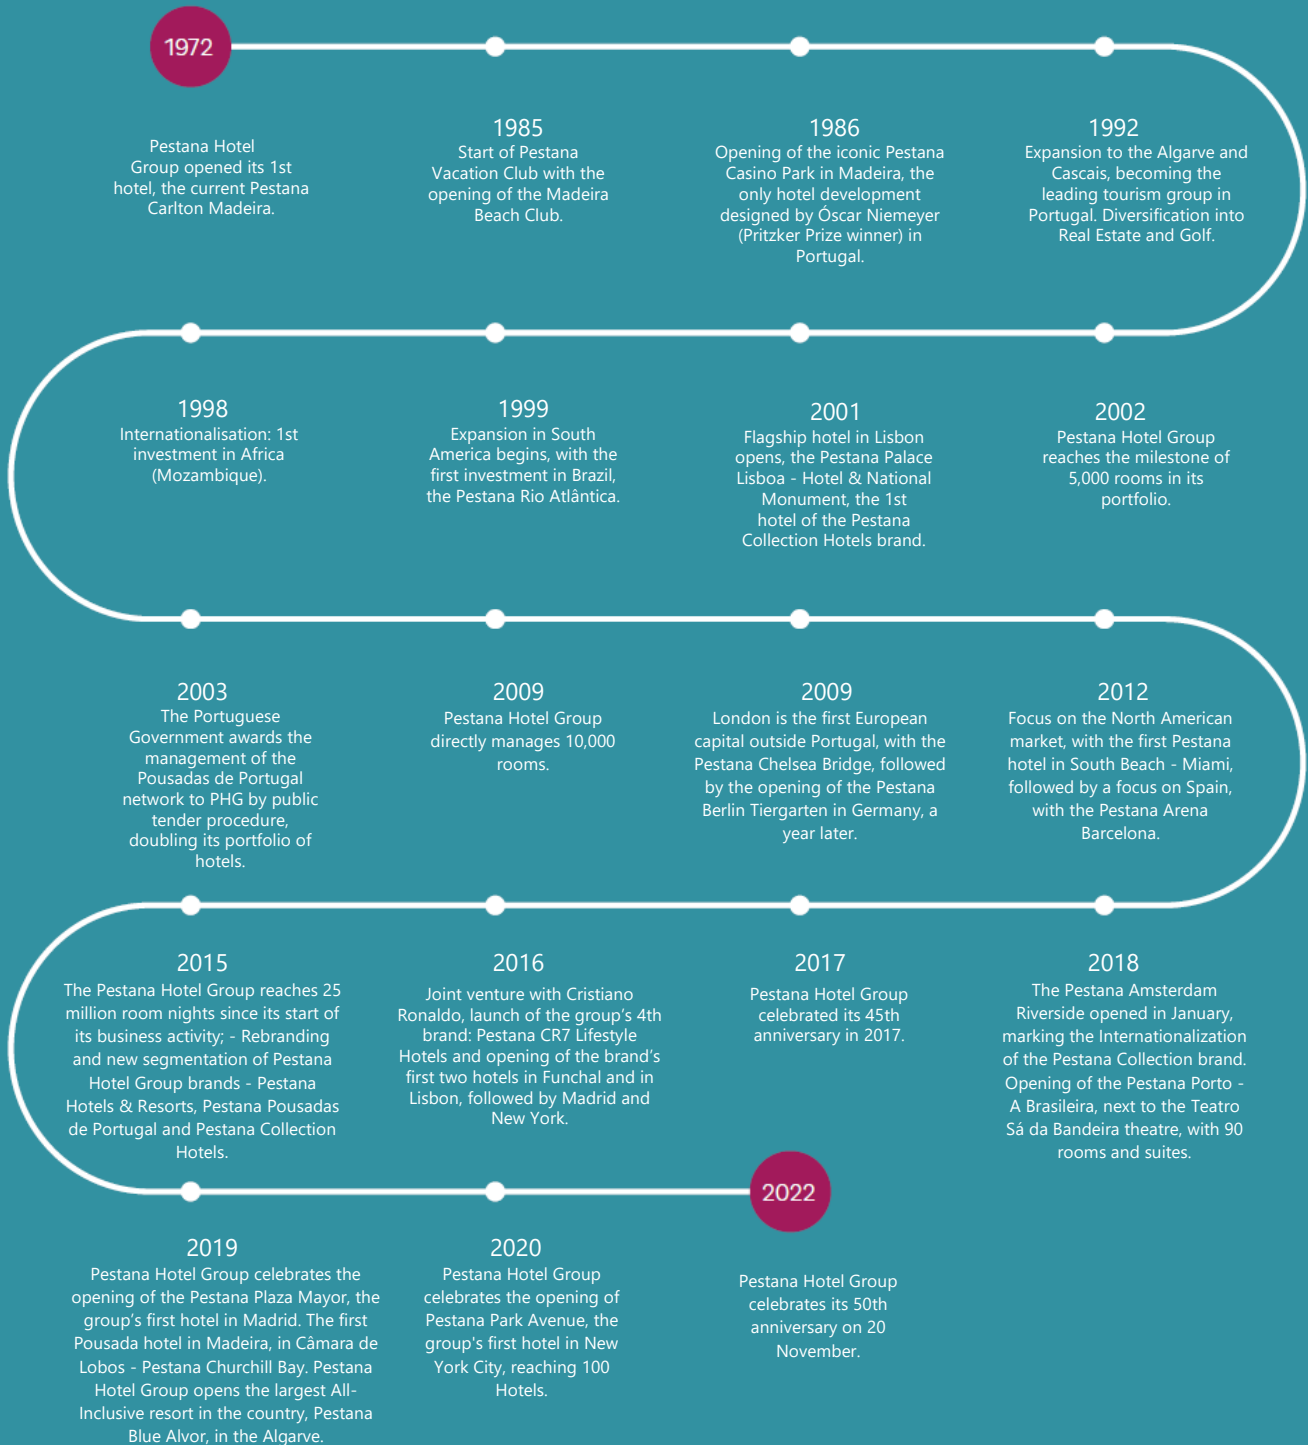 1972
Pestana Hotel
Group opened its 1st
hotel, the current Pestana
Carlton Madeira.
1985
Start of Pestana
Vacation Club with the
opening of the Madeira
Beach Club.
1986
Opening of the iconic Pestana
Casino Park in Madeira, the
only hotel development
designed by Óscar Niemeyer
(Pritzker Prize winner) in
Portugal.
1992
Expansion to the Algarve and
Cascais, becoming the
leading tourism group in
Portugal. Diversification into
Real Estate and Golf.
1998
Internationalisation: 1st
investment in Africa
(Mozambique).
1999
Expansion in South
America begins, with the
first investment in Brazil,
the Pestana Rio Atlântica.
2001
Flagship hotel in Lisbon
opens, the Pestana Palace
Lisboa - Hotel & National
Monument, the 1st
hotel of the Pestana
Collection Hotels brand.
2002
Pestana Hotel Group
reaches the milestone of
5,000 rooms in its
portfolio.
2003
The Portuguese
Government awards the
management of the
Pousadas de Portugal
network to PHG by public
tender procedure,
doubling its portfolio of
hotels.
2009
Pestana Hotel Group
directly manages 10,000
rooms.
2009
London is the first European
capital outside Portugal, with the
Pestana Chelsea Bridge, followed
by the opening of the Pestana
Berlin Tiergarten in Germany, a
year later.
2012
Focus on the North American
market, with the first Pestana
hotel in South Beach - Miami,
followed by a focus on Spain,
with the Pestana Arena
Barcelona.
2015
The Pestana Hotel Group reaches 25
million room nights since its start of
its business activity; - Rebranding
and new segmentation of Pestana
Hotel Group brands - Pestana
Hotels & Resorts, Pestana Pousadas
de Portugal and Pestana Collection
Hotels.
2016
Joint venture with Cristiano
Ronaldo, launch of the group's 4th
brand: Pestana CR7 Lifestyle
Hotels and opening of the brand's
first two hotels in Funchal and in
Lisbon, followed by Madrid and
New York.
2017
Pestana Hotel Group
celebrated its 45th
anniversary in 2017.
2018
The Pestana Amsterdam
Riverside opened in January,
marking the Internationalization
of the Pestana Collection brand.
Opening of the Pestana Porto -
A Brasileira, next to the Teatro
Sá da Bandeira theatre, with 90
rooms and suites.
2019
Pestana Hotel Group celebrates the
opening of the Pestana Plaza Mayor, the
group's first hotel in Madrid. The first
Pousada hotel in Madeira, in Câmara de
Lobos - Pestana Churchill Bay. Pestana
Hotel Group opens the largest All-
Inclusive resort in the country, Pestana
Blue Alvor, in the Algarve.
2020
Pestana Hotel Group
celebrates the opening of
Pestana Park Avenue, the
group's first hotel in New
York City, reaching 100
Hotels.
2022
Pestana Hotel Group
celebrates its 50th
anniversary on 20
November.